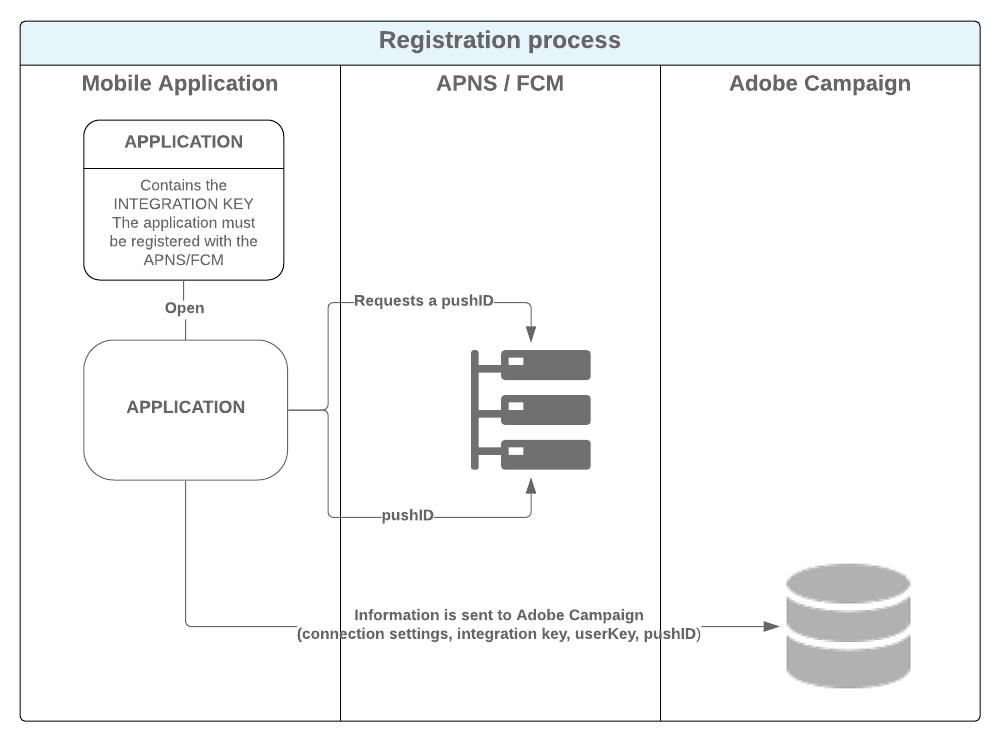 Registration process
Mobile Application
APNS / FCM
Adobe Campaign
APPLICATION
Contains the
INTEGRATION KEY
The application must
be registered with the
APNS/FCM
Open
Requests a pushID
APPLICATION
pushID
Information is sent to Adobe Campaign
(connection settings, integration key, userKey, pushID)